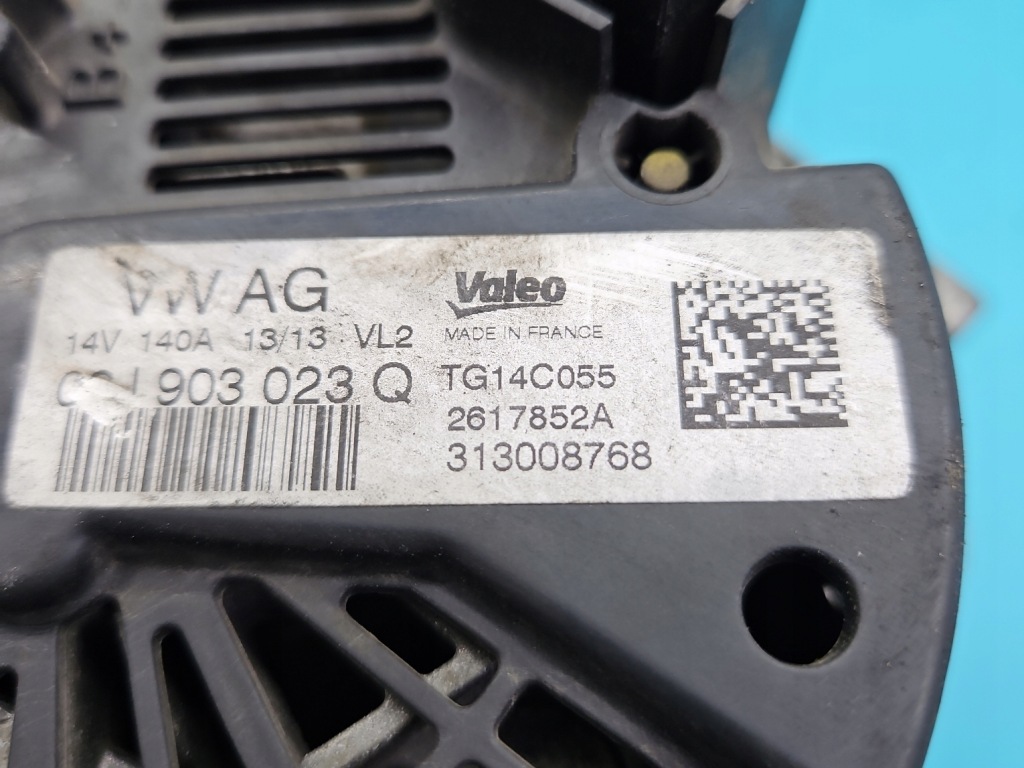 B+
VW AG
14V 140A 13/13 VL2
903 023 Q
Valeo
MADE IN FRANCE
TG14C055
2617852A
313008768